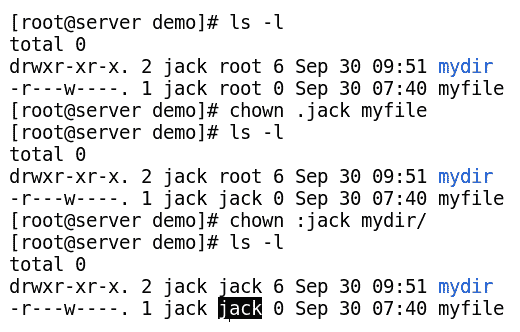 [root@server demo]# ls -l
total 0
drwxr-xr-x. 2 jack root 6 Sep 30 09:51 mydir
-r---w----. 1 jack root 0 Sep 30 07:40 myfile
[root@server demo]# chown .jack myfile
[root@server demo]# ls -l
total 0
drwxr-xr-x. 2 jack root 6 Sep 30 09:51 mydir
-r---w----. 1 jack jack 0 Sep 30 07:40 myfile
[root@server demo]# chown :jack mydir/
[root@server demo]# ls -l
total 0
drwxr-xr-x. 2 jack jack 6 Sep 30 09:51 mydir
-r---w----. 1 jack jack 0 Sep 30 07:40 myfile